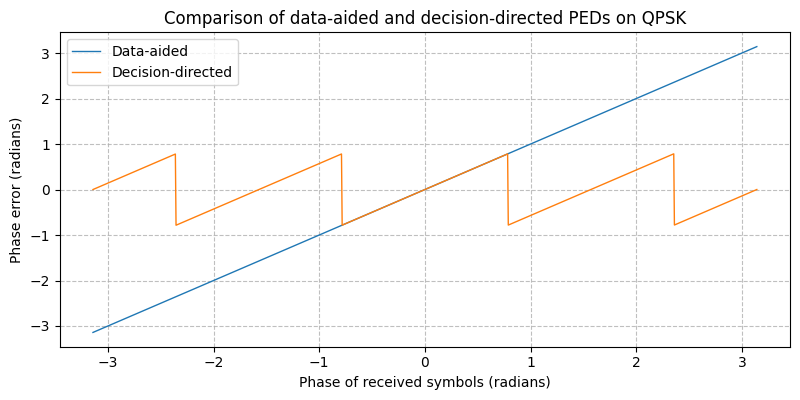 Comparison of data-aided and decision-directed PEDs on QPSK
Data-aided
Decision-directed
Phase error (radians)
3
2
1
0
−1
−2
−3
−3
−2
−1
0
1
2
3
Phase of received symbols (radians)